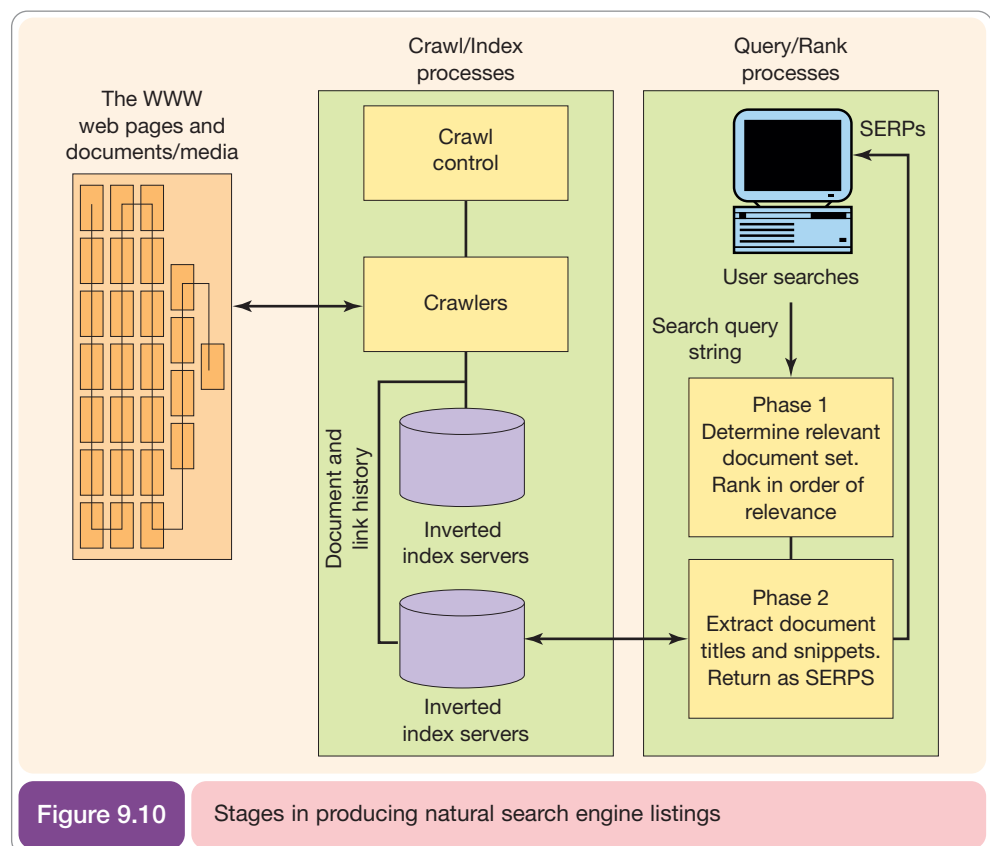 Crawl/Index
processes
Query/Rank
processes
The WWW
web pages and
documents/media
Crawl
control
Crawlers
Document and
link history
Inverted
index servers
Inverted
index servers
SERPs
User searches
Search query
string
Phase 1
Determine relevant
document set.
Rank in order of
relevance
Phase 2
Extract document
titles and snippets.
Return as SERPS
Figure 9.10
Stages in producing natural search engine listings